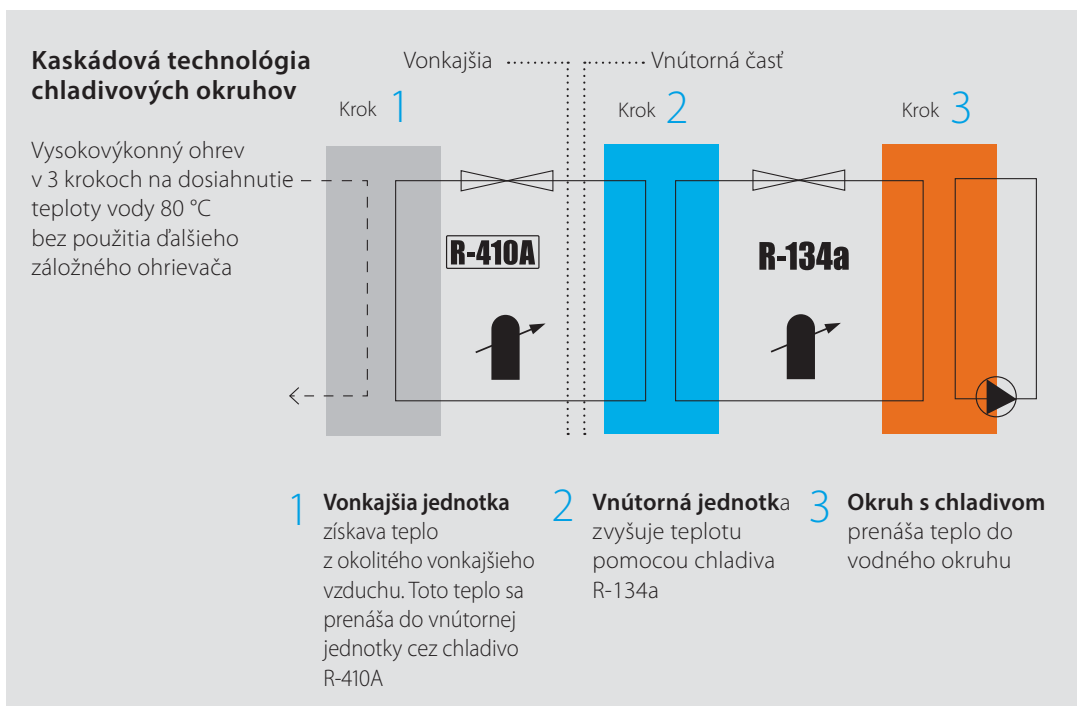 Kaskádová technológia
chladivových okruhov
Vysokovýkonný ohrev
v 3 krokoch na dosiahnutie
teploty vody 80 °C
bez použitia ďalšieho
záložného ohrievača
Vonkajšia
Vnútorná časť
Krok 1
Krok 2
Krok 3
R-410A
R-134a
1 Vonkajšia jednotka
získava teplo
z okolitého vonkajšieho
vzduchu. Toto teplo sa
prenáša do vnútornej
jednotky cez chladivo
R-410A
2 Vnútorná jednotka
zvyšuje teplotu
pomocou chladiva
R-134a
3 Okruh s chladivom
prenáša teplo do
vodného okruhu